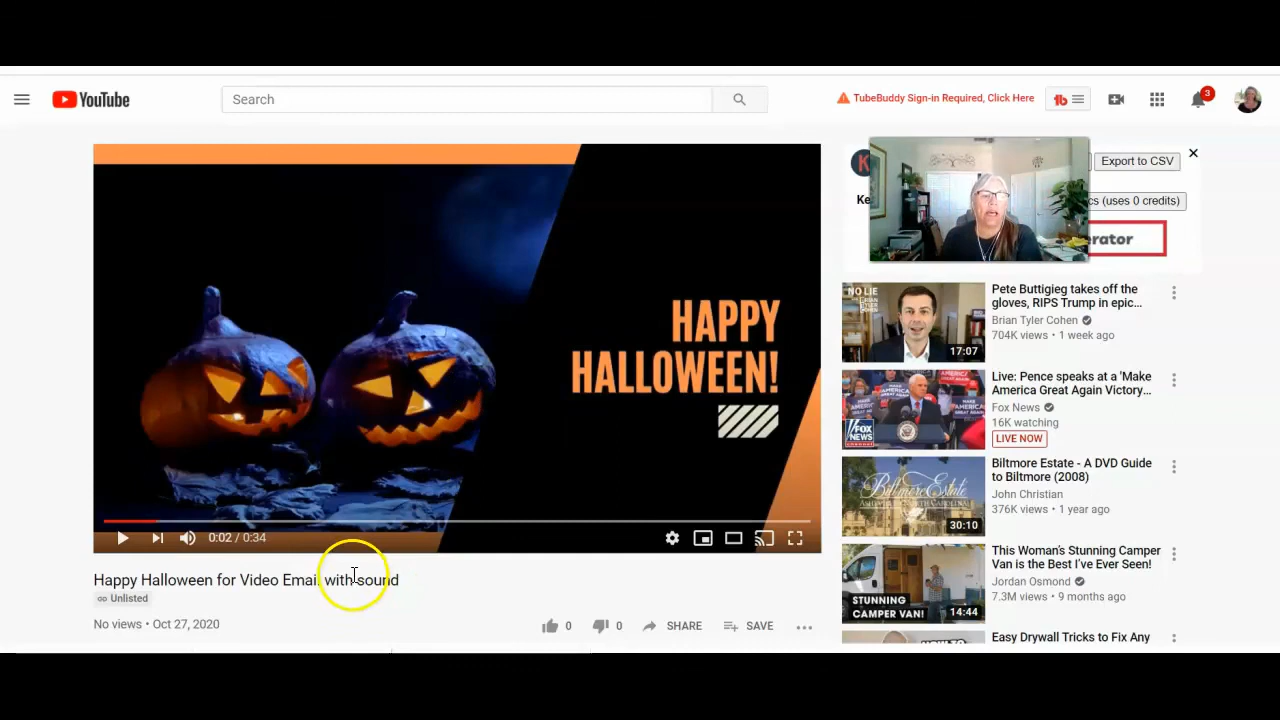 YouTube
Search
TubeBuddy Sign-in Required, Click Here
3
Export to CSV
Ke
cs (uses 0 credits)
erator
HAPPY
HALLOWEEN!
0:02 / 0:34
Happy Halloween for Video Email with sound
Unlisted
No views • Oct 27, 2020
0
0
SHARE
SAVE
NO LIE
17:07
Pete Buttigieg takes off the
gloves, RIPS Trump in epic...
Brian Tyler Cohen
704K views • 1 week ago
FOX
NEWS
Live: Pence speaks at a 'Make
America Great Again Victory...
Fox News
16K watching
LIVE NOW
Biltmore Estate
30:10
Biltmore Estate - A DVD Guide
to Biltmore (2008)
John Christian
376K views • 1 year ago
STUNNING
CAMPER VAN!
14:44
This Woman's Stunning Camper
Van is the Best I've Ever Seen!
Jordan Osmond
7.3M views • 9 months ago
Easy Drywall Tricks to Fix Any